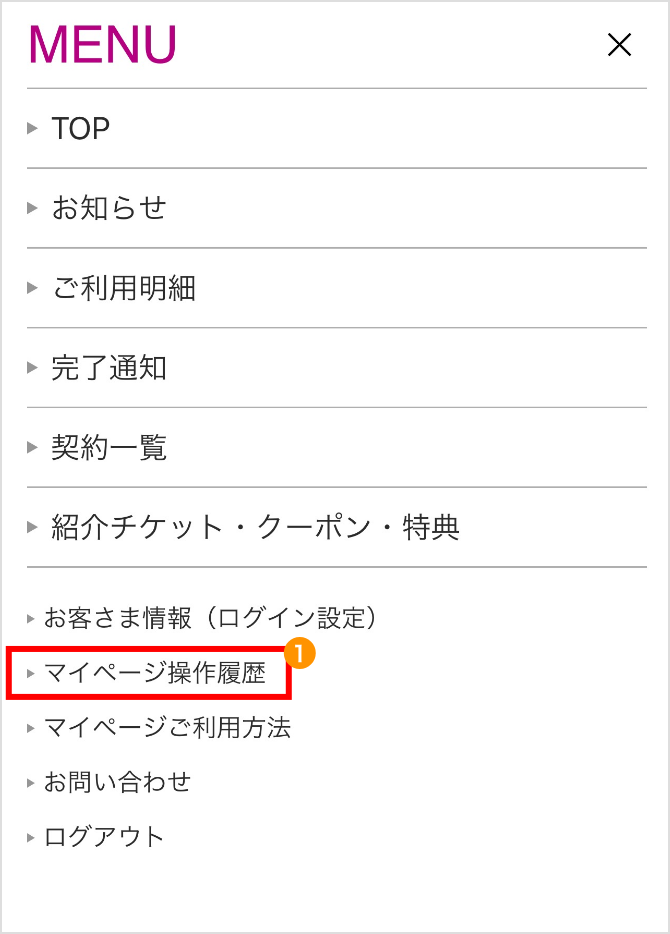 MENU
TOP
お知らせ
ご利用明細
完了通知
契約一覧
紹介チケット・クーポン・特典
お客さま情報（ログイン設定）
1
マイページ操作履歴
マイページご利用方法
お問い合わせ
ログアウト